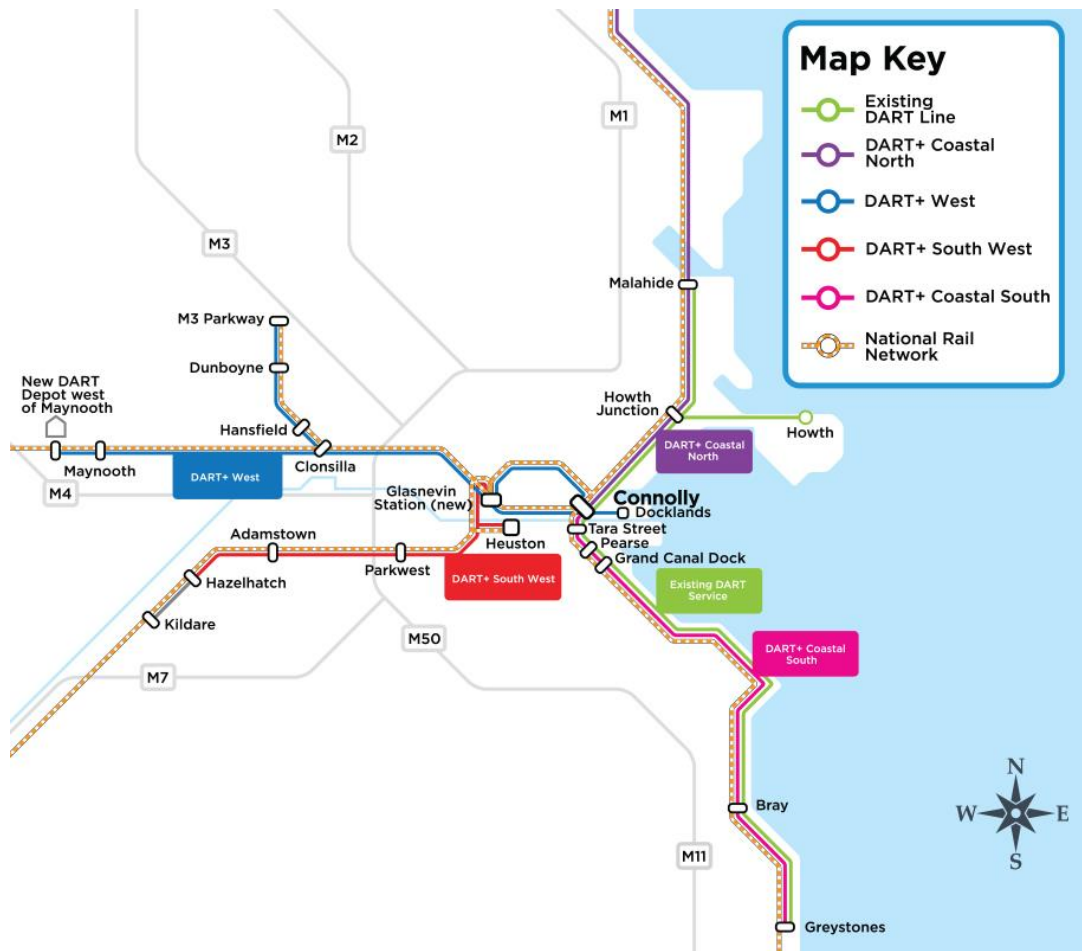 Map Key
Existing
DART Line
DART+ Coastal
North
DART+ West
DART+ South West
DART+ Coastal South
National Rail
Network
M1
M2
M3
Malahide
M3 Parkway
Dunboyne
New DART
Depot west
of Maynooth
Howth
Junction
Howth
Hansfield
DART+ Coastal
North
Maynooth
Clonsilla
DART+ West
M4
Glasnevin
Station (new)
Connolly
Docklands
Tara Street
Adamstown
Heuston
Pearse
Grand Canal Dock
Parkwest
Hazelhatch
DART+ South West
Existing DART
Service
Kildare
M50
DART+ Coastal
South
M7
Bray
N
W
E
S
M11
Greystones